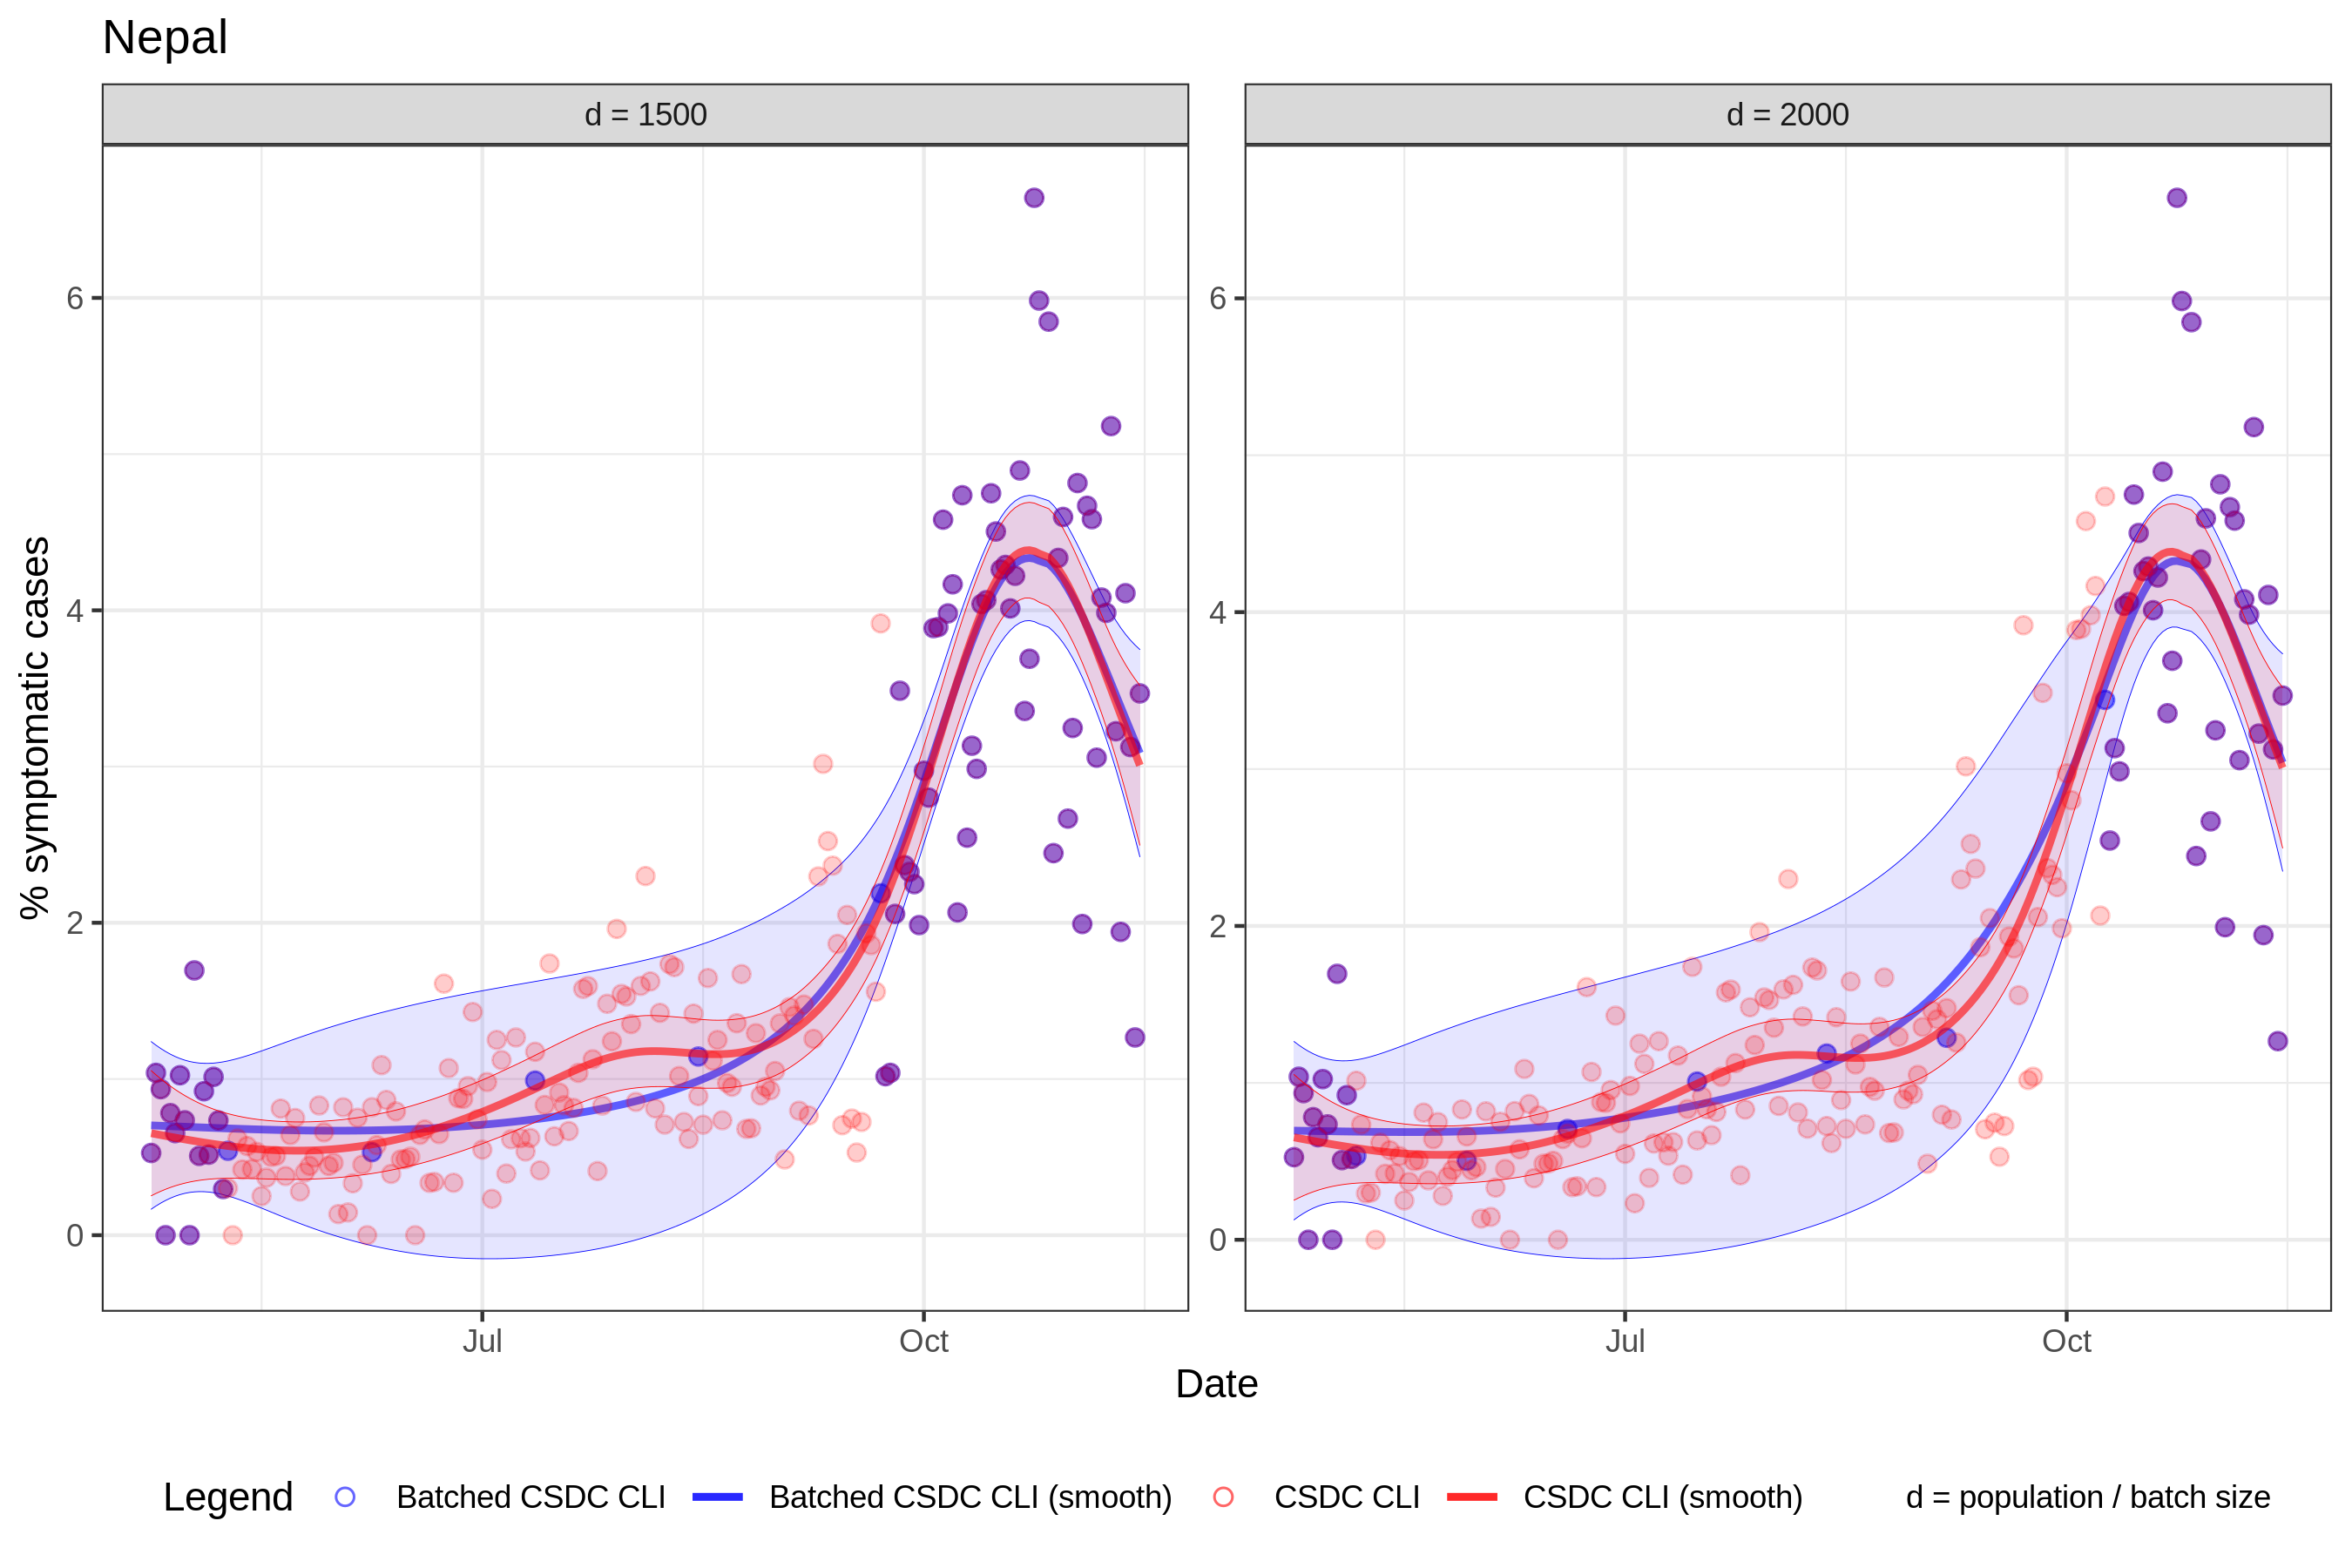 Nepal
d = 1500
d = 2000
% symptomatic cases
6
4
2
0
6
4
2
0
Jul
Oct
Jul
Oct
Date
Legend Batched CSDC CLI Batched CSDC CLI (smooth) CSDC CLI CSDC CLI (smooth) d = population / batch size